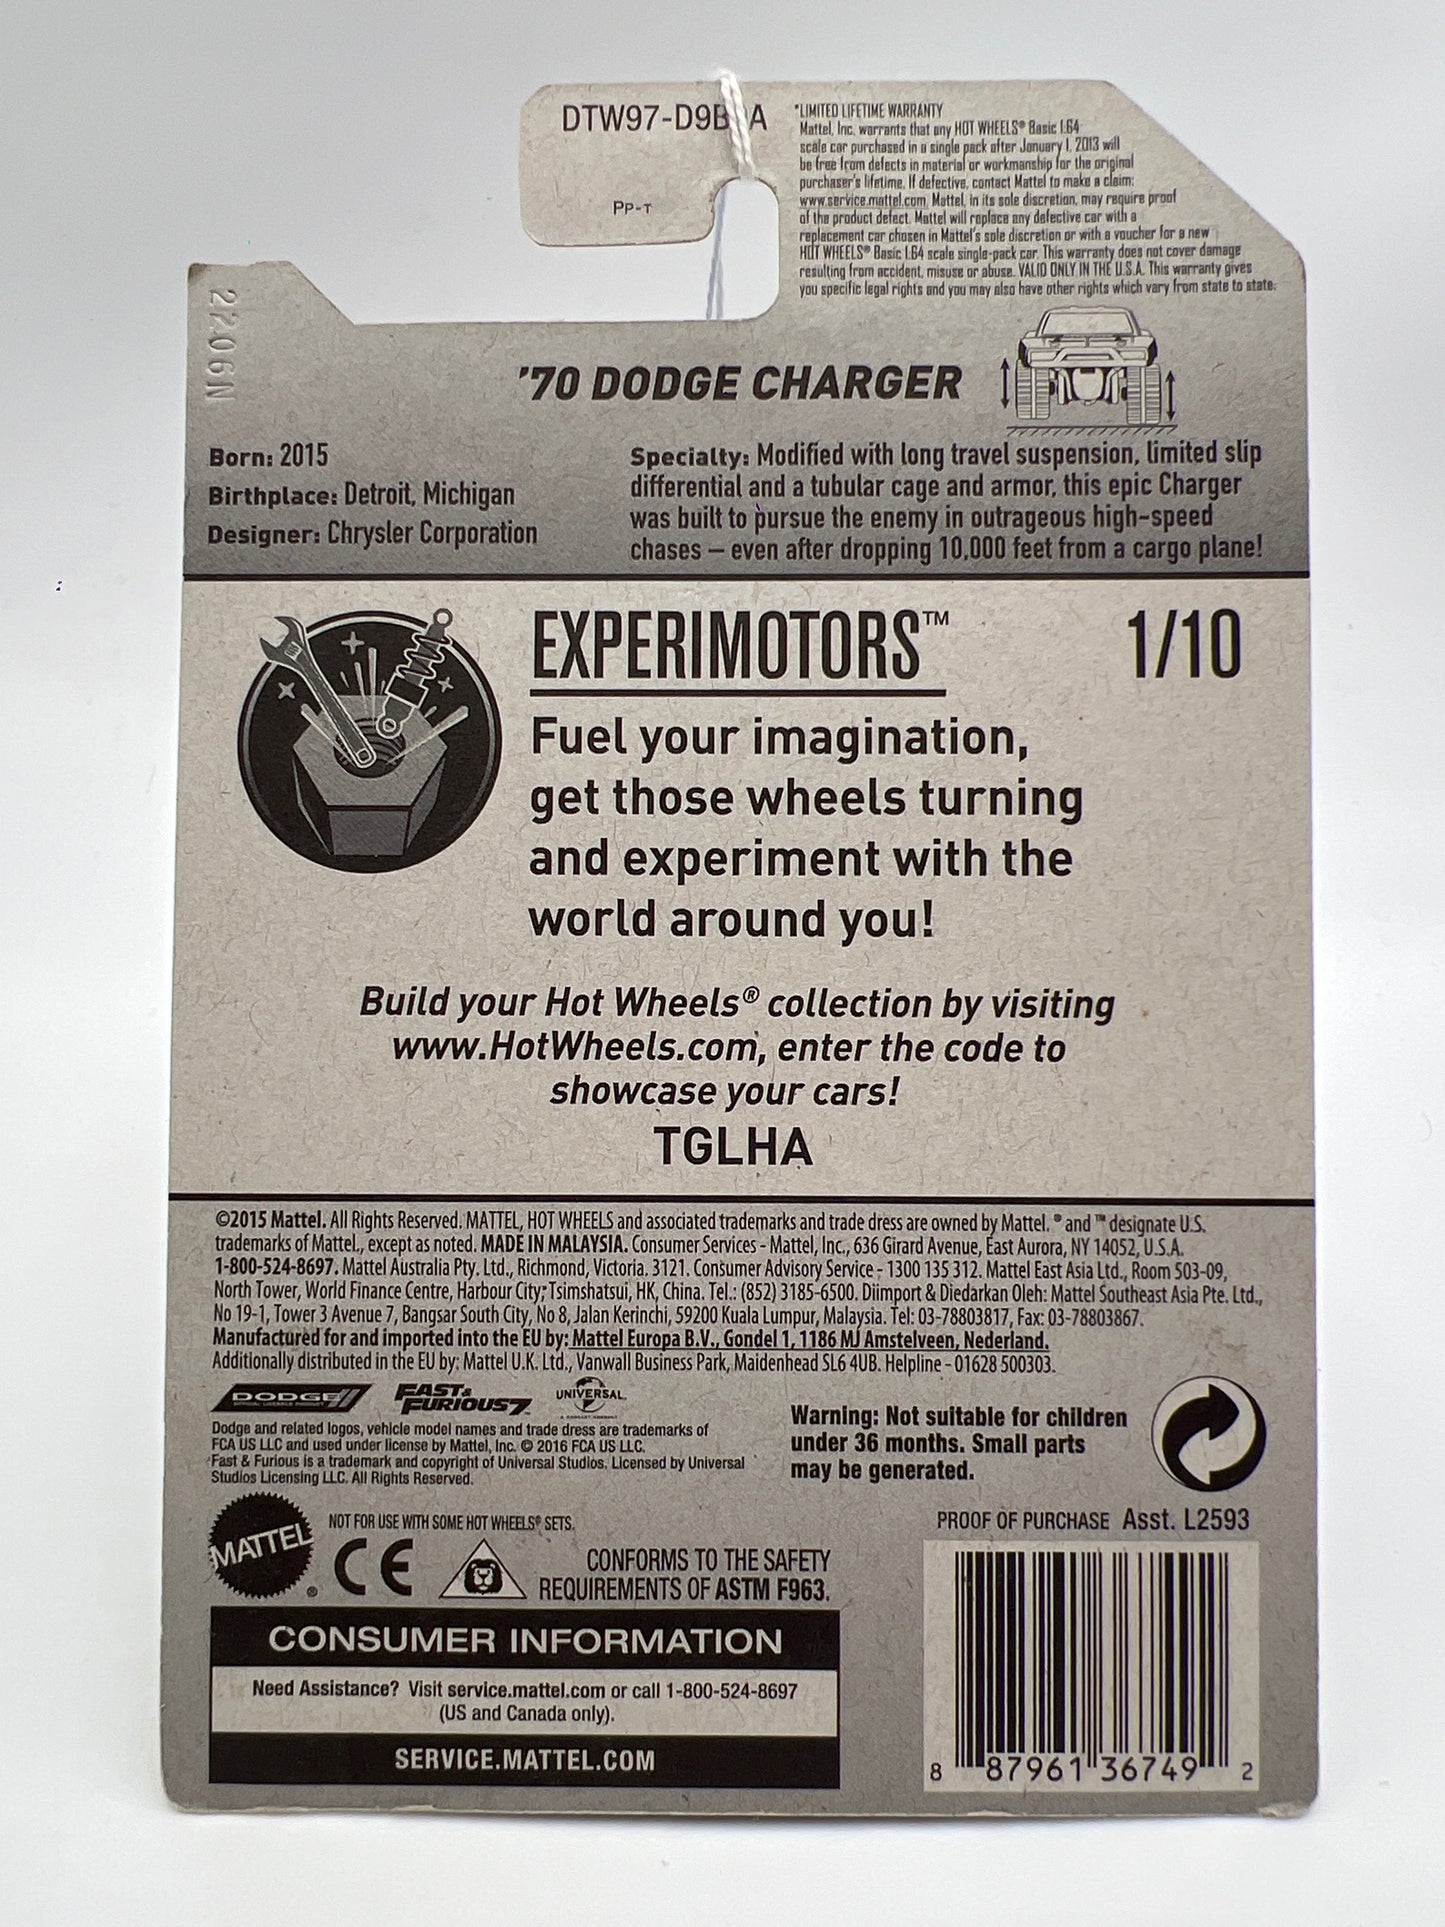 DTW97-D9B A
PP-T
*LIMITED LIFETIME WARRANTY
Mattel, Inc. warrants that any HOT WHEELS® Basic 1:64
scale car purchased in a single pack after January 1, 2013 will
be free from defects in material or workmanship for the original
purchaser's lifetime. If defective, contact Mattel to make a claim:
www.service.mattel.com. Mattel, in its sole discretion, may require proof
of the product defect. Mattel will replace any defective car with a
replacement car chosen in Mattel's sole discretion or with a voucher for a new
HOT WHEELS® Basic 1:64 scale single-pack car. This warranty does not cover damage
resulting from accident, misuse or abuse. VALID ONLY IN THE U.S.A. This warranty gives
you specific legal rights and you may also have other rights which vary from state to state.
2206N
'70 DODGE CHARGER
Born: 2015
Birthplace: Detroit, Michigan
Designer: Chrysler Corporation
Specialty: Modified with long travel suspension, limited slip
differential and a tubular cage and armor, this epic Charger
was built to pursue the enemy in outrageous high-speed
chases – even after dropping 10,000 feet from a cargo plane!
EXPERIMOTORS™
1/10
Fuel your imagination,
get those wheels turning
and experiment with the
world around you!
Build your Hot Wheels® collection by visiting
www.HotWheels.com, enter the code to
showcase your cars!
TGLHA
©2015 Mattel. All Rights Reserved. MATTEL, HOT WHEELS and associated trademarks and trade dress are owned by Mattel. ® and ™ designate U.S.
trademarks of Mattel., except as noted. MADE IN MALAYSIA. Consumer Services - Mattel, Inc., 636 Girard Avenue, East Aurora, NY 14052, U.S.A.
1-800-524-8697. Mattel Australia Pty. Ltd., Richmond, Victoria. 3121. Consumer Advisory Service - 1300 135 312. Mattel East Asia Ltd., Room 503-09,
North Tower, World Finance Centre, Harbour City, Tsimshatsui, HK, China. Tel.: (852) 3185-6500. Diimport & Diedarkan Oleh: Mattel Southeast Asia Pte. Ltd.,
No 19-1, Tower 3 Avenue 7, Bangsar South City, No 8, Jalan Kerinchi, 59200 Kuala Lumpur, Malaysia. Tel: 03-78803817, Fax: 03-78803867.
Manufactured for and imported into the EU by: Mattel Europa B.V., Gondel 1, 1186 MJ Amstelveen, Nederland.
Additionally distributed in the EU by: Mattel U.K. Ltd., Vanwall Business Park, Maidenhead SL6 4UB. Helpline - 01628 500303.
DODGE
OFFICIAL LICENSED PRODUCT
FAST &
FURIOUS 7
UNIVERSAL
Dodge and related logos, vehicle model names and trade dress are trademarks of
FCA US LLC and used under license by Mattel, Inc. © 2016 FCA US LLC.
Fast & Furious is a trademark and copyright of Universal Studios. Licensed by Universal
Studios Licensing LLC. All Rights Reserved.
Warning: Not suitable for children
under 36 months. Small parts
may be generated.
MATTEL®
NOT FOR USE WITH SOME HOT WHEELS® SETS.
CE
CONFORMS TO THE SAFETY
REQUIREMENTS OF ASTM F963.
PROOF OF PURCHASE Asst. L2593
CONSUMER INFORMATION
Need Assistance? Visit service.mattel.com or call 1-800-524-8697
(US and Canada only).
SERVICE.MATTEL.COM
8 87961 36749 2